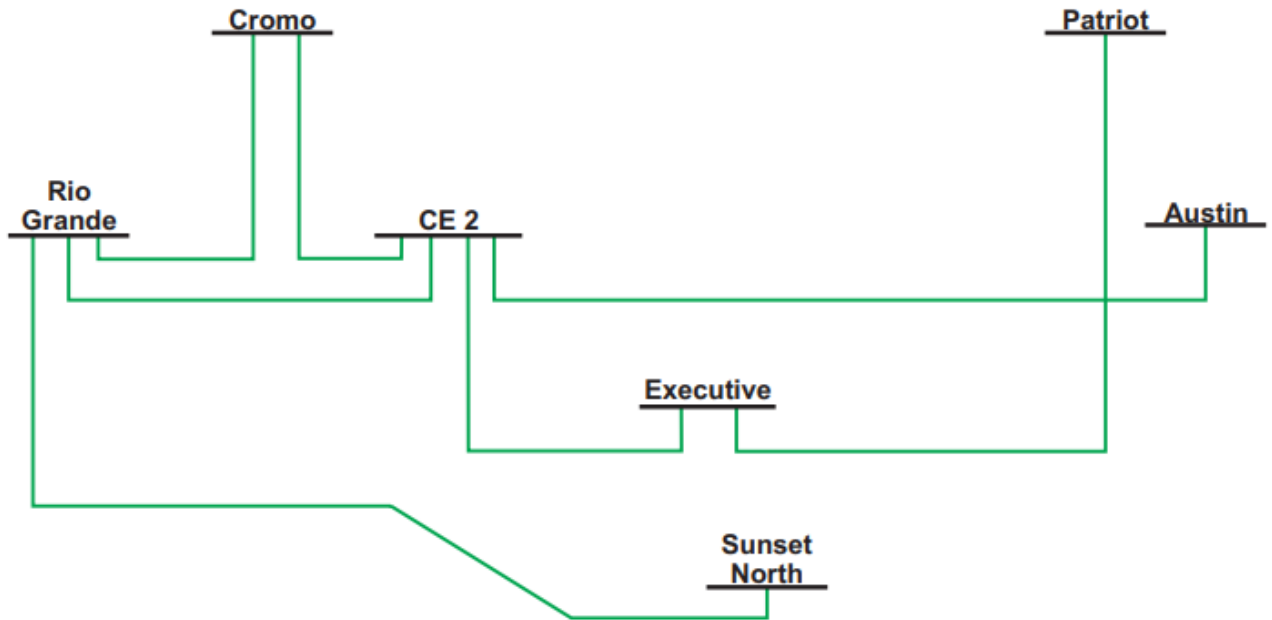 Cromo
Patriot
Rio
Grande
CE 2
Austin
Executive
Sunset
North